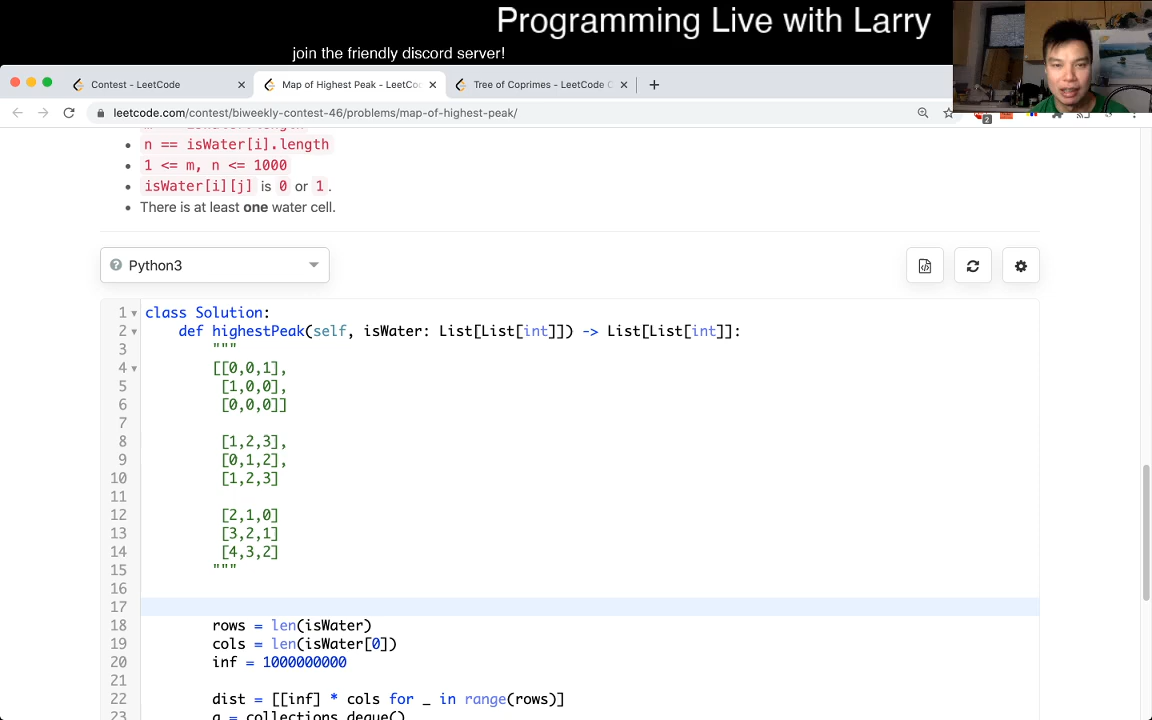 Programming Live with Larry
join the friendly discord server!
Contest - LeetCode
Map of Highest Peak - LeetCo
Tree of Coprimes - LeetCode
leetcode.com/contest/biweekly-contest-46/problems/map-of-highest-peak/
2
n == isWater[i].length
1 <= m, n <= 1000
isWater[i][j] is 0 or 1.
There is at least one water cell.
Python3
1 class Solution:
2 def highestPeak(self, isWater: List[List[int]]) -> List[List[int]]:
3 """
4 [[0,0,1],
5 [1,0,0],
6 [0,0,0]]
7
8 [1,2,3],
9 [0,1,2],
10 [1,2,3]
11
12 [2,1,0]
13 [3,2,1]
14 [4,3,2]
15 """
16
17
18 rows = len(isWater)
19 cols = len(isWater[0])
20 inf = 1000000000
21
22 dist = [[inf] * cols for _ in range(rows)]
23 q = collections.deque()